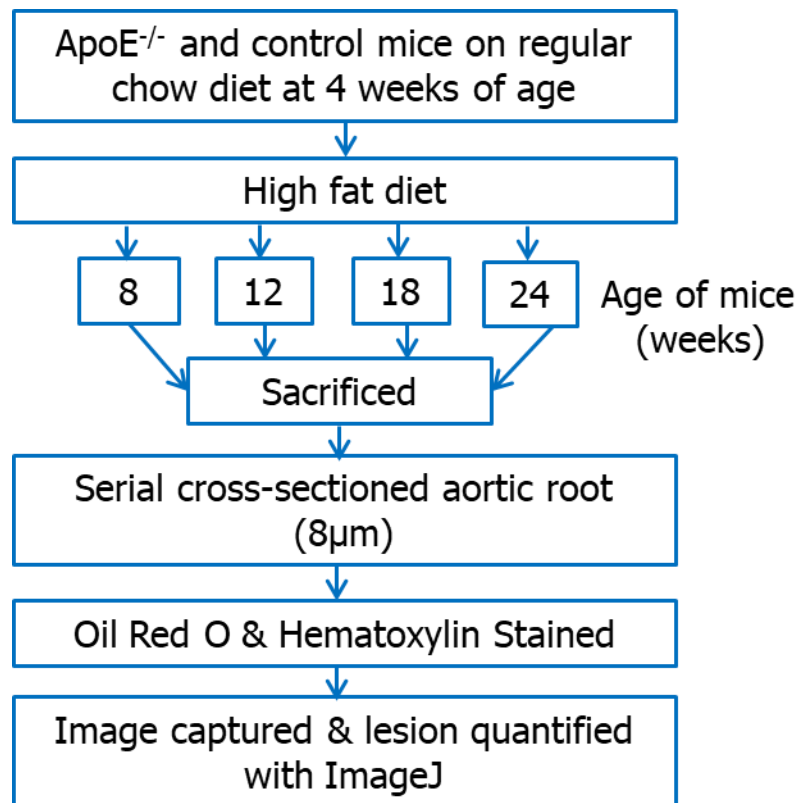 ApoE-/- and control mice on regular
chow diet at 4 weeks of age
High fat diet
8
12
18
24
Age of mice
(weeks)
Sacrificed
Serial cross-sectioned aortic root
(8μm)
Oil Red O & Hematoxylin Stained
Image captured & lesion quantified
with ImageJ